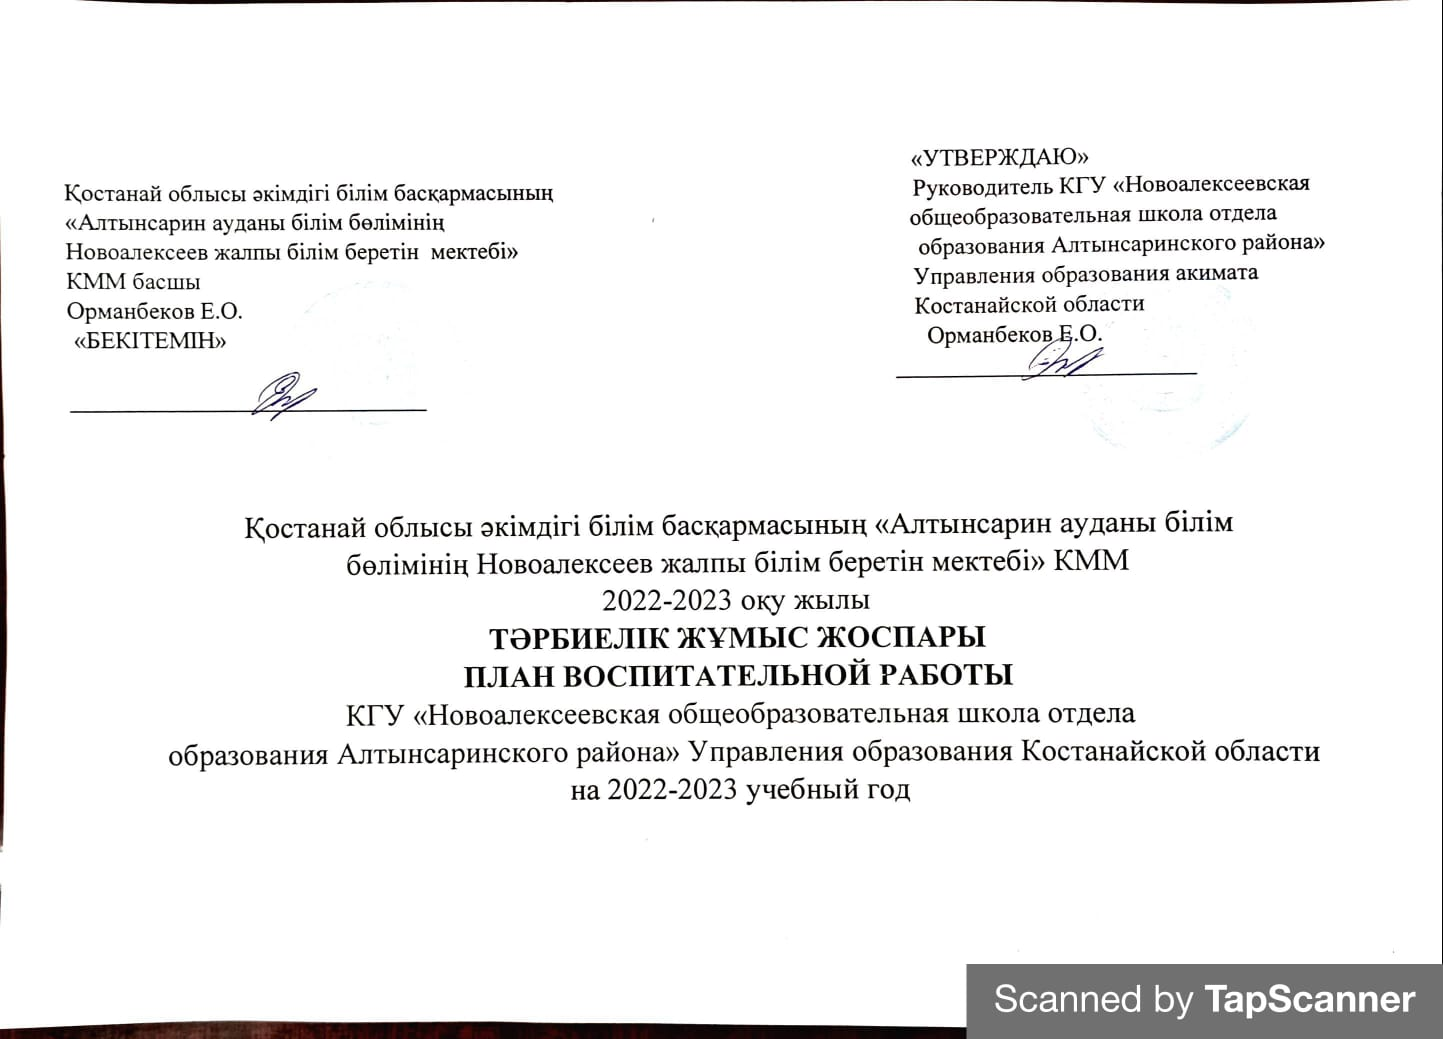 Қостанай облысы әкімдігі білім басқармасының
«Алтынсарин ауданы білім бөлімінің
Новоалексеев жалпы білім беретін  мектебі»
КММ басшы
Орманбеков Е.О.
«БЕКІТЕМІН»
«УТВЕРЖДАЮ»
Руководитель КГУ «Новоалексеевская
общеобразовательная школа отдела
образования Алтынсаринского района»
Управления образования акимата
Костанайской области
Орманбеков Е.О.
Қостанай облысы әкімдігі білім басқармасының «Алтынсарин ауданы білім
бөлімінің Новоалексеев жалпы білім беретін мектебі» КММ
2022-2023 оқу жылы
ТӘРБИЕЛІК ЖҰМЫС ЖОСПАРЫ
ПЛАН ВОСПИТАТЕЛЬНОЙ РАБОТЫ
КГУ «Новоалексеевская общеобразовательная школа отдела
образования Алтынсаринского района» Управления образования Костанайской области
на 2022-2023 учебный год
Scanned by TapScanner